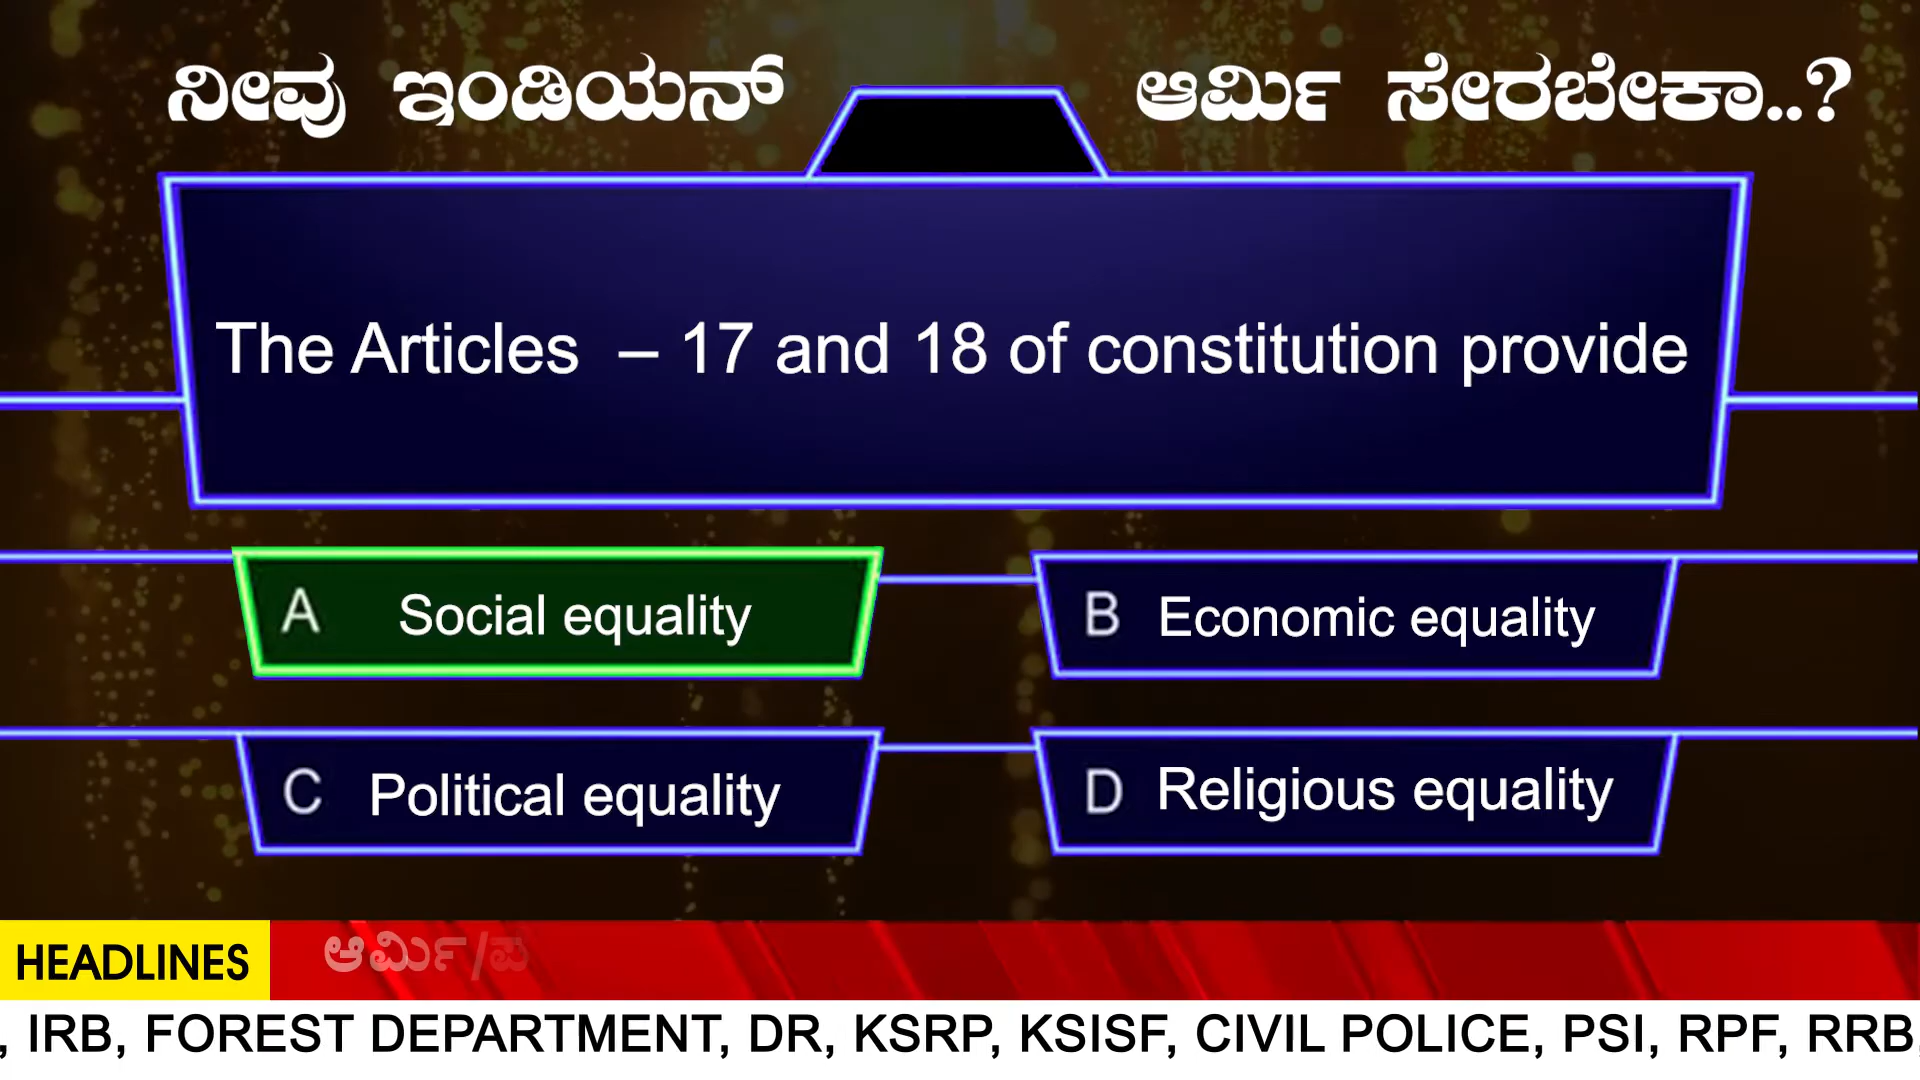 ನೀವು ಇಂಡಿಯನ್ ಆರ್ಮಿ ಸೇರಬೇಕಾ..?
The Articles – 17 and 18 of constitution provide
A Social equality
B Economic equality
C Political equality
D Religious equality
HEADLINES ಆರ್ಮಿ/ಪ
, IRB, FOREST DEPARTMENT, DR, KSRP, KSISF, CIVIL POLICE, PSI, RPF, RRB,